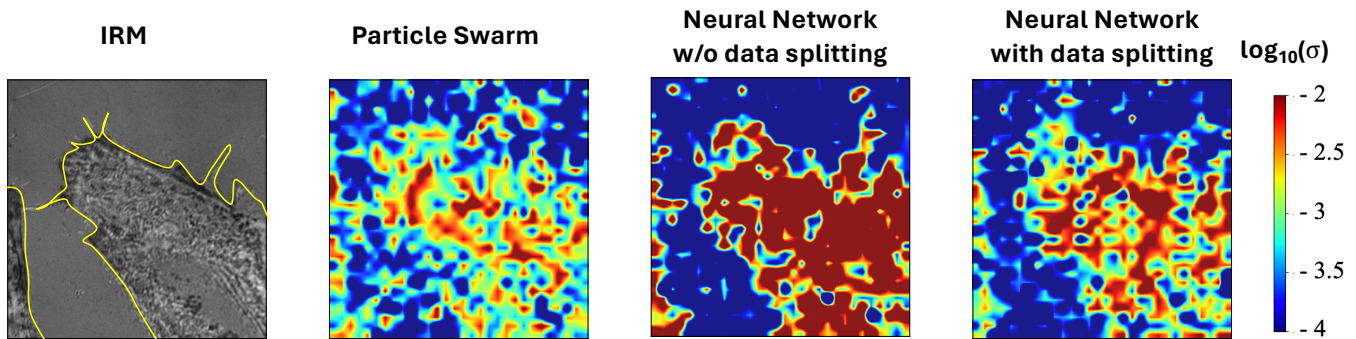 IRM
Particle Swarm
Neural Network
w/o data splitting
Neural Network
with data splitting
log₁₀(σ)
- 2
- 2.5
- 3
- 3.5
- 4